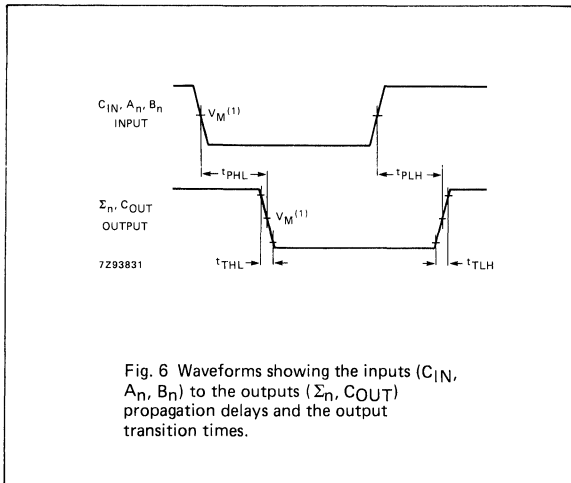 C_IN, A_n, B_n
INPUT
V_M(1)
t_PHL
t_PLH
Σ_n, C_OUT
OUTPUT
V_M(1)
7Z93831
t_THL
t_TLH
Fig. 6 Waveforms showing the inputs (C_IN,
A_n, B_n) to the outputs (Σ_n, C_OUT)
propagation delays and the output
transition times.